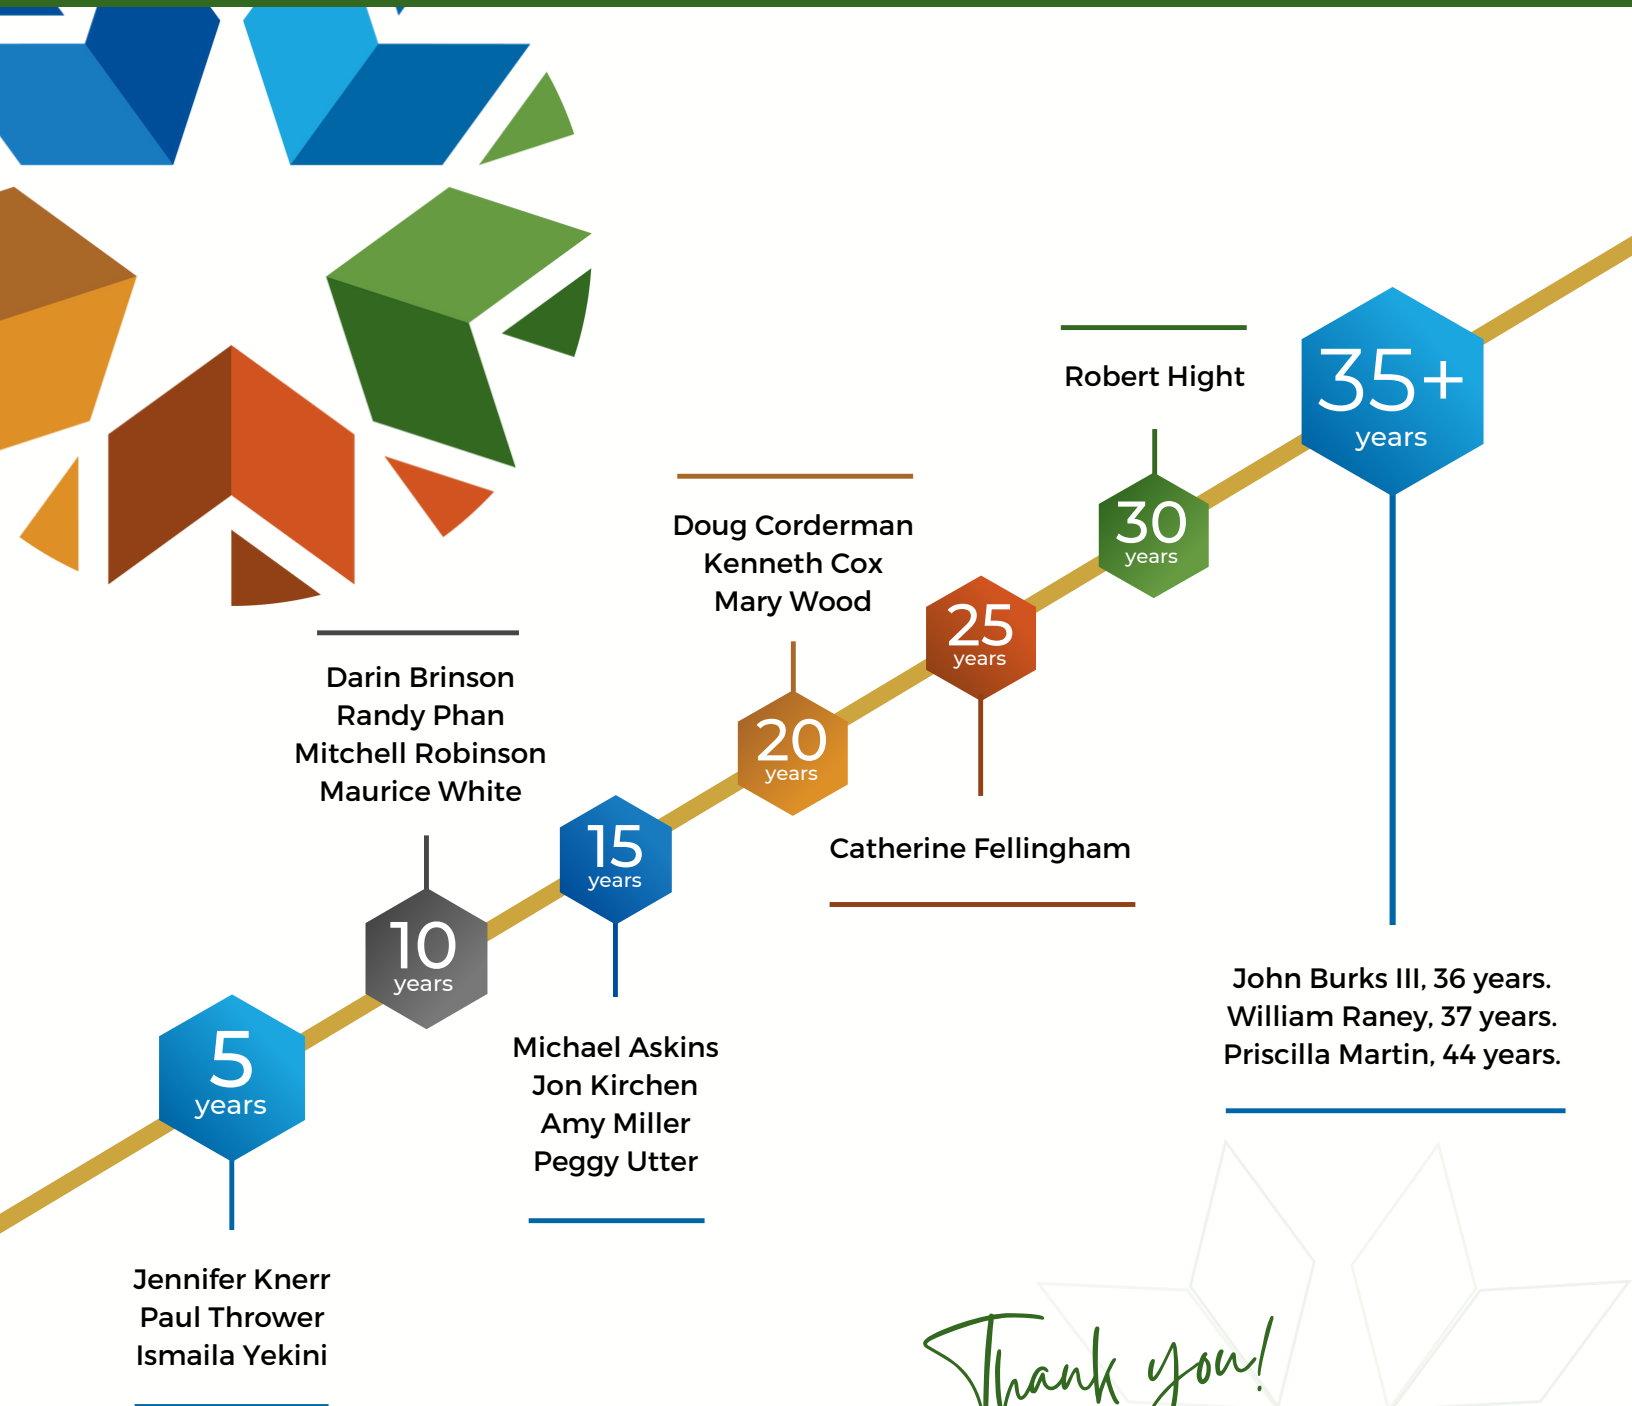 35+
years
Robert Hight
30
years
Doug Corderman
Kenneth Cox
Mary Wood
25
years
Darin Brinson
Randy Phan
Mitchell Robinson
Maurice White
20
years
15
years
Catherine Fellingham
10
years
John Burks III, 36 years.
William Raney, 37 years.
Priscilla Martin, 44 years.
5
years
Michael Askins
Jon Kirchen
Amy Miller
Peggy Utter
Jennifer Knerr
Paul Thrower
Ismaila Yekini
Thank you!